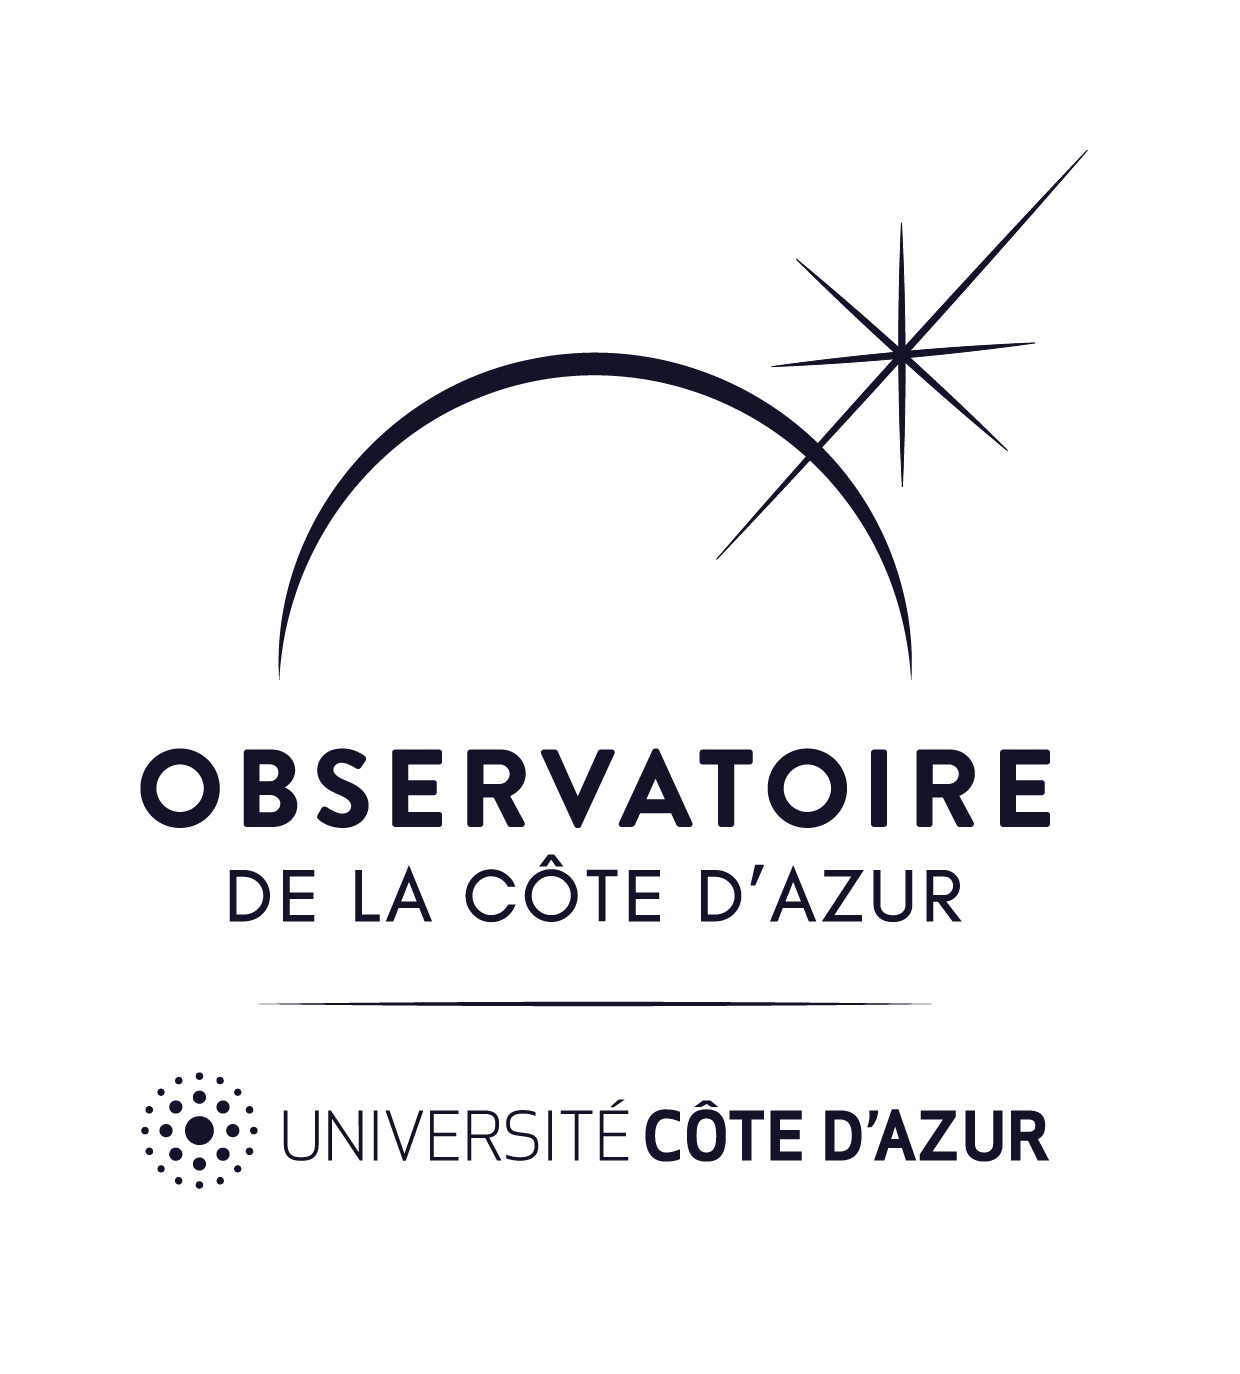 OBSERVATOIRE
DE LA CÔTE D’AZUR
UNIVERSITÉ CÔTE D’AZUR